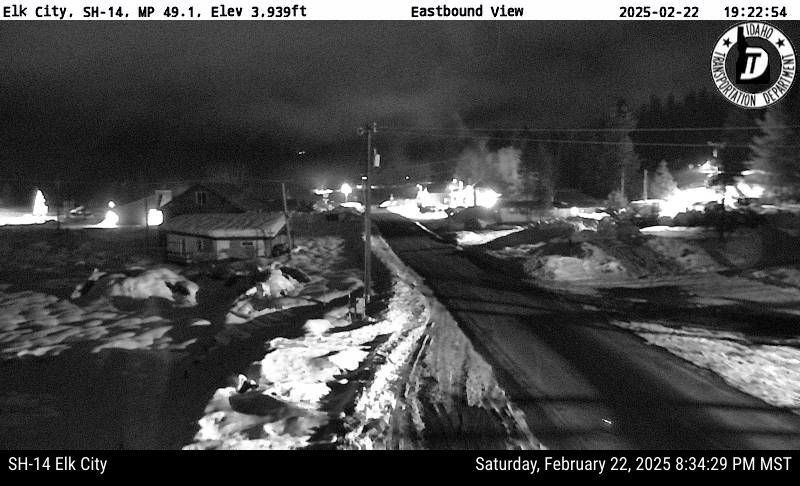 Elk City, SH-14, MP 49.1, Elev 3,939ft Eastbound View 2025-02-22 19:22:54
IDAHO
TRANSPORTATION DEPARTMENT
SH-14 Elk City Saturday, February 22, 2025 8:34:29 PM MST